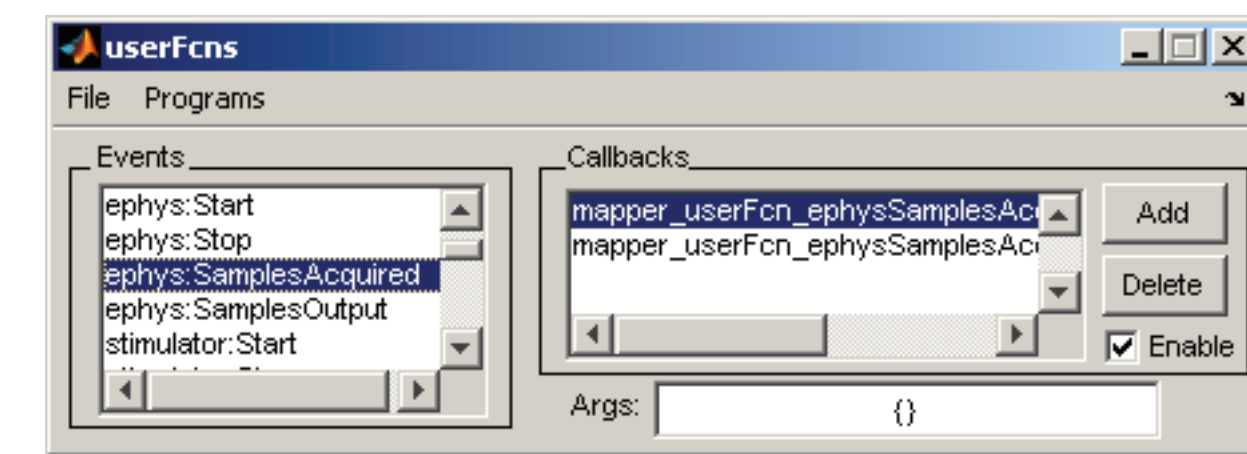 userFcns
File Programs
Events
ephys:Start
ephys:Stop
ephys:SamplesAcquired
ephys:SamplesOutput
stimulator:Start
Callbacks
mapper_userFcn_ephysSamplesAc
mapper_userFcn_ephysSamplesAc
Add
Delete
Enable
Args: {}